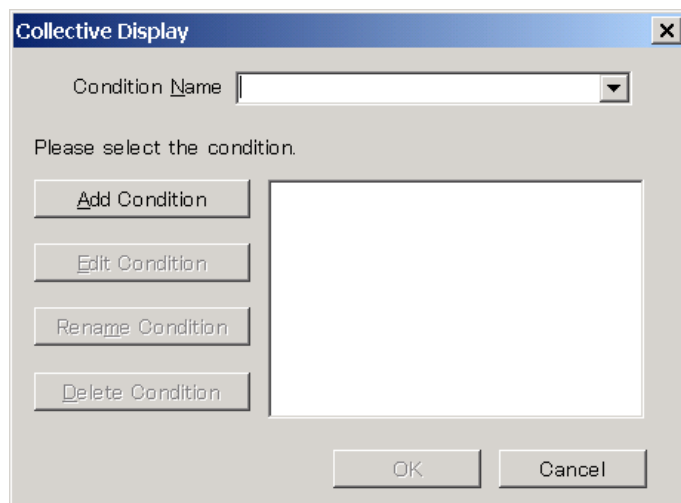 Collective Display
Condition Name
Please select the condition.
Add Condition
Edit Condition
Rename Condition
Delete Condition
OK
Cancel